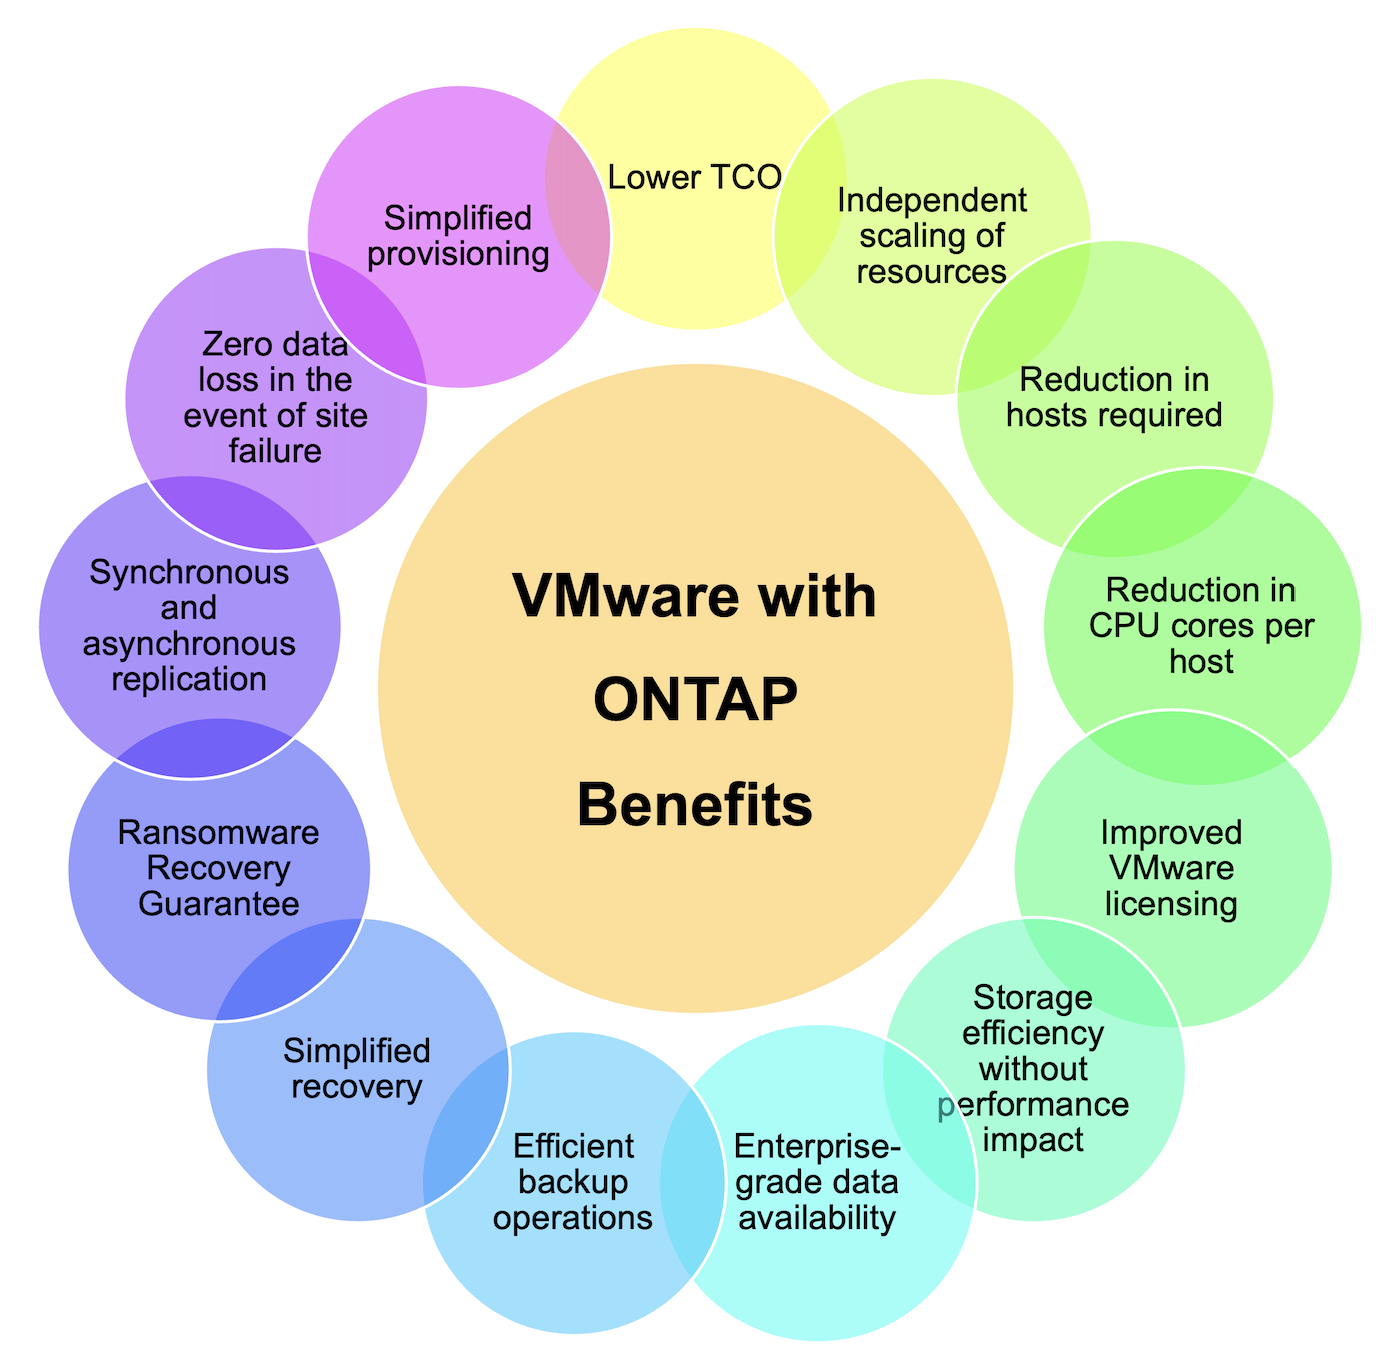 Lower TCO
Independent
scaling of
resources
Reduction in
hosts required
Reduction in
CPU cores per
host
Improved
VMware
licensing
Storage
efficiency
without
performance
impact
Enterprise-
grade data
availability
Efficient
backup
operations
Simplified
recovery
Ransomware
Recovery
Guarantee
Synchronous
and
asynchronous
replication
Zero data
loss in the
event of site
failure
Simplified
provisioning
VMware with
ONTAP
Benefits